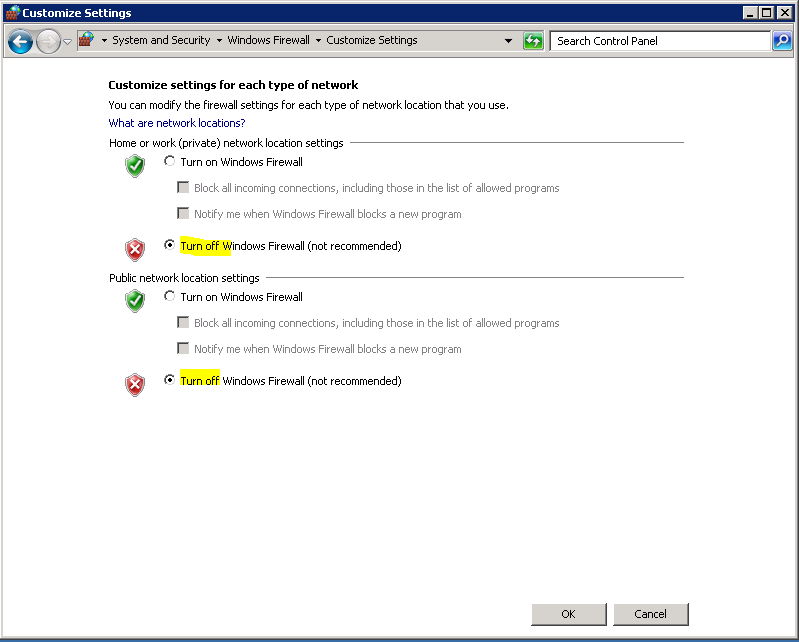 Customize Settings
System and Security Windows Firewall Customize Settings Search Control Panel
Customize settings for each type of network
You can modify the firewall settings for each type of network location that you use.
What are network locations?
Home or work (private) network location settings
Turn on Windows Firewall
Block all incoming connections, including those in the list of allowed programs
Notify me when Windows Firewall blocks a new program
Turn off Windows Firewall (not recommended)
Public network location settings
Turn on Windows Firewall
Block all incoming connections, including those in the list of allowed programs
Notify me when Windows Firewall blocks a new program
Turn off Windows Firewall (not recommended)
OK Cancel